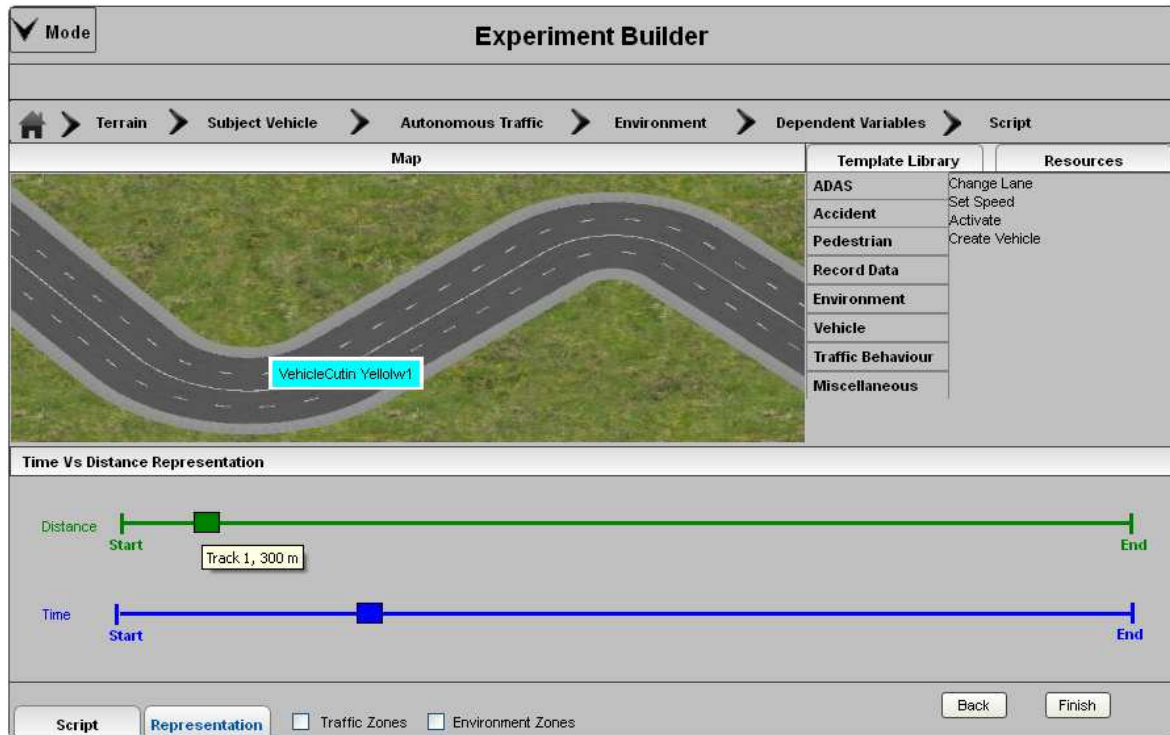 Mode
Experiment Builder
Terrain Subject Vehicle Autonomous Traffic Environment Dependent Variables Script
Map
Template Library Resources
ADAS
Accident
Pedestrian
Record Data
Environment
Vehicle
Traffic Behaviour
Miscellaneous
Change Lane
Set Speed
Activate
Create Vehicle
VehicleCutin Yellolw1
Time Vs Distance Representation
Distance
Start
End
Track 1, 300 m
Time
Start
End
Back Finish
Script Representation Traffic Zones Environment Zones